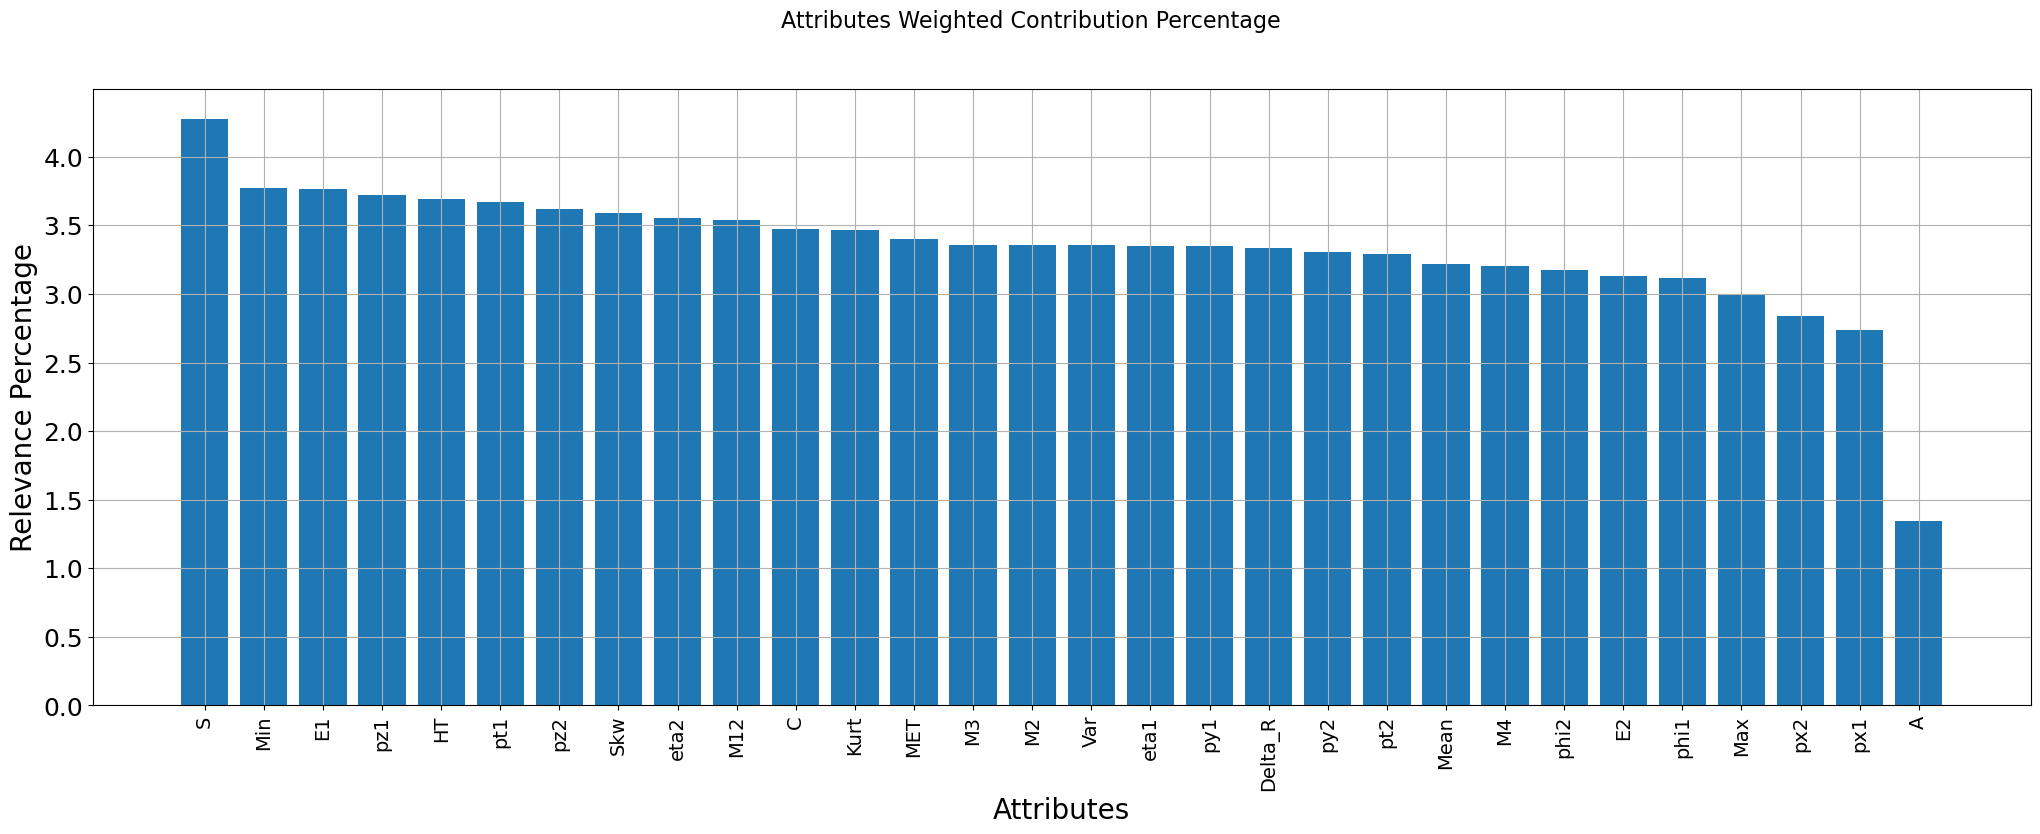 Attributes Weighted Contribution Percentage
Relevance Percentage
4.0
3.5
3.0
2.5
2.0
1.5
1.0
0.5
0.0
S
Min
E1
pz1
HT
pt1
pz2
Skw
eta2
M12
C
Kurt
MET
M3
M2
Var
eta1
py1
Delta_R
py2
pt2
Mean
M4
phi2
E2
phi1
Max
px2
px1
A
Attributes